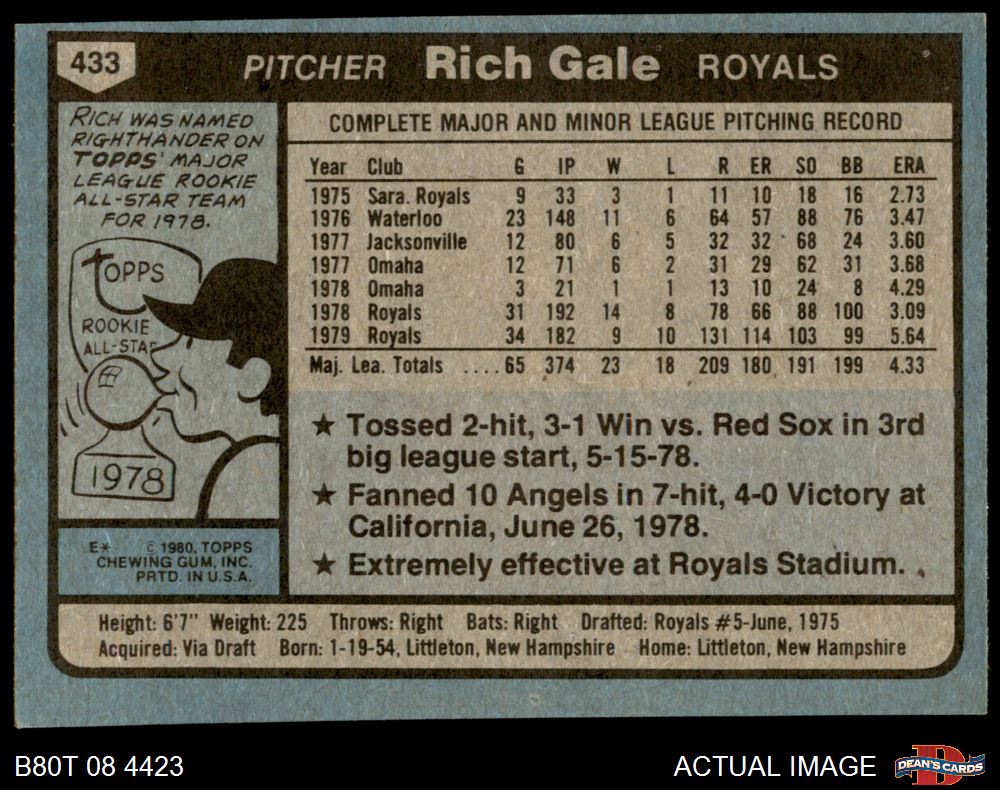 433 PITCHER Rich Gale ROYALS
RICH WAS NAMED
RIGHTHANDER ON
TOPPS' MAJOR
LEAGUE ROOKIE
ALL-STAR TEAM
FOR 1978.
TOPPS
ROOKIE
ALL-STAR
1978
E* © 1980, TOPPS
CHEWING GUM, INC.
PRTD. IN U.S.A.
COMPLETE MAJOR AND MINOR LEAGUE PITCHING RECORD
Year Club G IP W L R ER SO BB ERA
1975 Sara. Royals 9 33 3 1 11 10 18 16 2.73
1976 Waterloo 23 148 11 6 64 57 88 76 3.47
1977 Jacksonville 12 80 6 5 32 32 68 24 3.60
1977 Omaha 12 71 6 2 31 29 62 31 3.68
1978 Omaha 3 21 1 1 13 10 24 8 4.29
1978 Royals 31 192 14 8 78 66 88 100 3.09
1979 Royals 34 182 9 10 131 114 103 99 5.64
Maj. Lea. Totals ....65 374 23 18 209 180 191 199 4.33
★ Tossed 2-hit, 3-1 Win vs. Red Sox in 3rd
big league start, 5-15-78.
★ Fanned 10 Angels in 7-hit, 4-0 Victory at
California, June 26, 1978.
★ Extremely effective at Royals Stadium.
Height: 6'7" Weight: 225 Throws: Right Bats: Right Drafted: Royals #5-June, 1975
Acquired: Via Draft Born: 1-19-54, Littleton, New Hampshire Home: Littleton, New Hampshire
B80T 08 4423 ACTUAL IMAGE DEAN'S CARDS